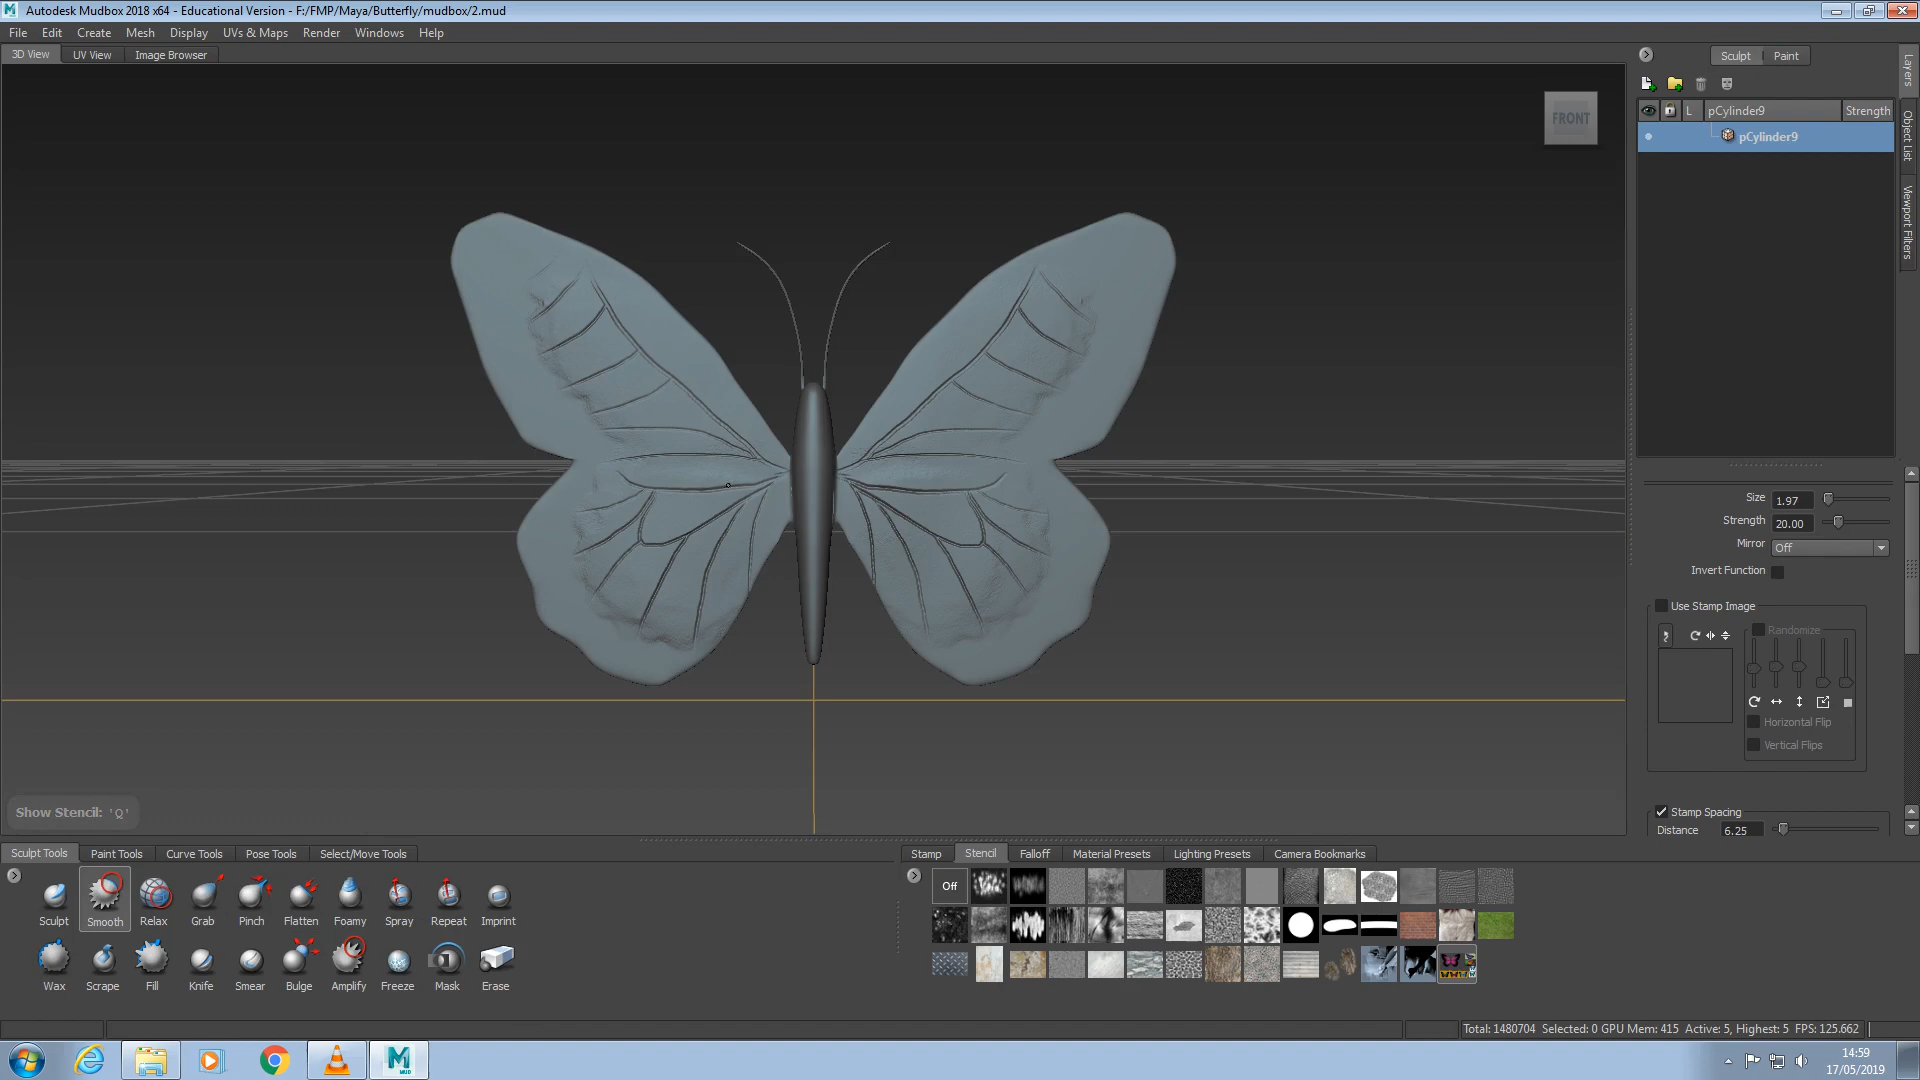 Autodesk Mudbox 2018 x64 - Educational Version - F:/FMP/Maya/Butterfly/mudbox/2.mud
File Edit Create Mesh Display UVs & Maps Render Windows Help
3D View UV View Image Browser
Sculpt Paint
Layers
Object List
Viewport Filters
L pCylinder9 Strength
pCylinder9
FRONT
Size 1.97
Strength 20.00
Mirror Off
Invert Function
Use Stamp Image
Randomize
Horizontal Flip
Vertical Flips
Stamp Spacing
Distance 6.25
Show Stencil: 'Q'
Sculpt Tools Paint Tools Curve Tools Pose Tools Select/Move Tools
Sculpt Smooth Relax Grab Pinch Flatten Foamy Spray Repeat Imprint
Wax Scrape Fill Knife Smear Bulge Amplify Freeze Mask Erase
Stamp Stencil Falloff Material Presets Lighting Presets Camera Bookmarks
Off
Total: 1480704 Selected: 0 GPU Mem: 415 Active: 5, Highest: 5 FPS: 125.662
MUD
14:59
17/05/2019